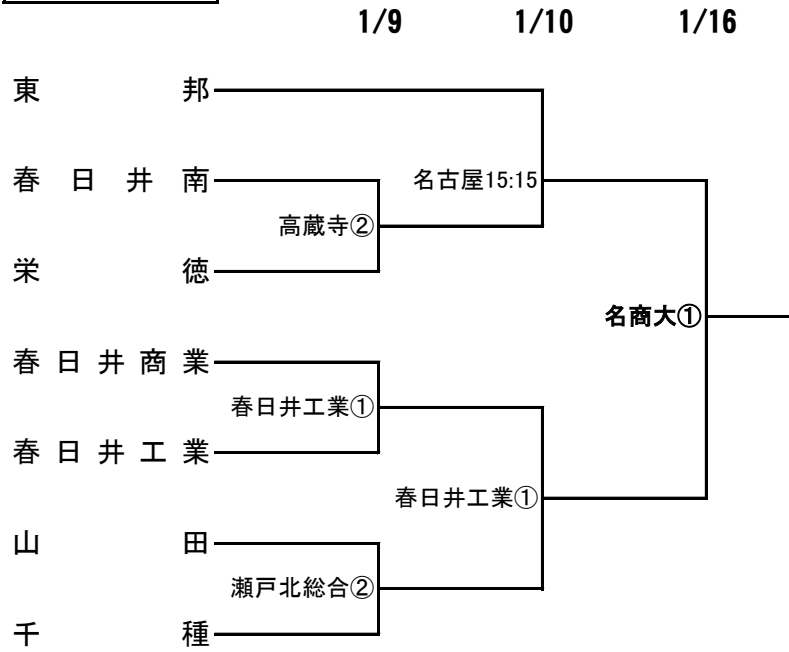 1/9 1/10 1/16
東邦
春日井南 名古屋15:15
高蔵寺②
栄徳
名商大①
春日井商業
春日井工業①
春日井工業
春日井工業①
山田
瀬戸北総合②
千種